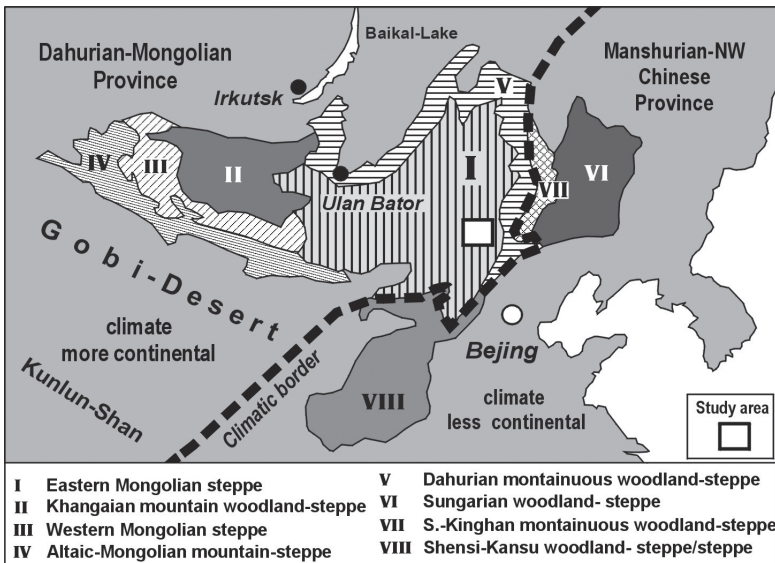 Baikal-Lake
Dahurian-Mongolian
Province
Manshurian-NW
Chinese
Province
Irkutsk
V
IV
III
II
I
VII
VI
Ulan Bator
Gobi-Desert
climate
more continental
Kunlun-Shan
Climatic border
Bejing
VIII
climate
less continental
Study area
I Eastern Mongolian steppe
II Khangaian mountain woodland-steppe
III Western Mongolian steppe
IV Altaic-Mongolian mountain-steppe
V Dahurian montainuous woodland-steppe
VI Sungarian woodland- steppe
VII S.-Kinghan montainuous woodland-steppe
VIII Shensi-Kansu woodland- steppe/steppe